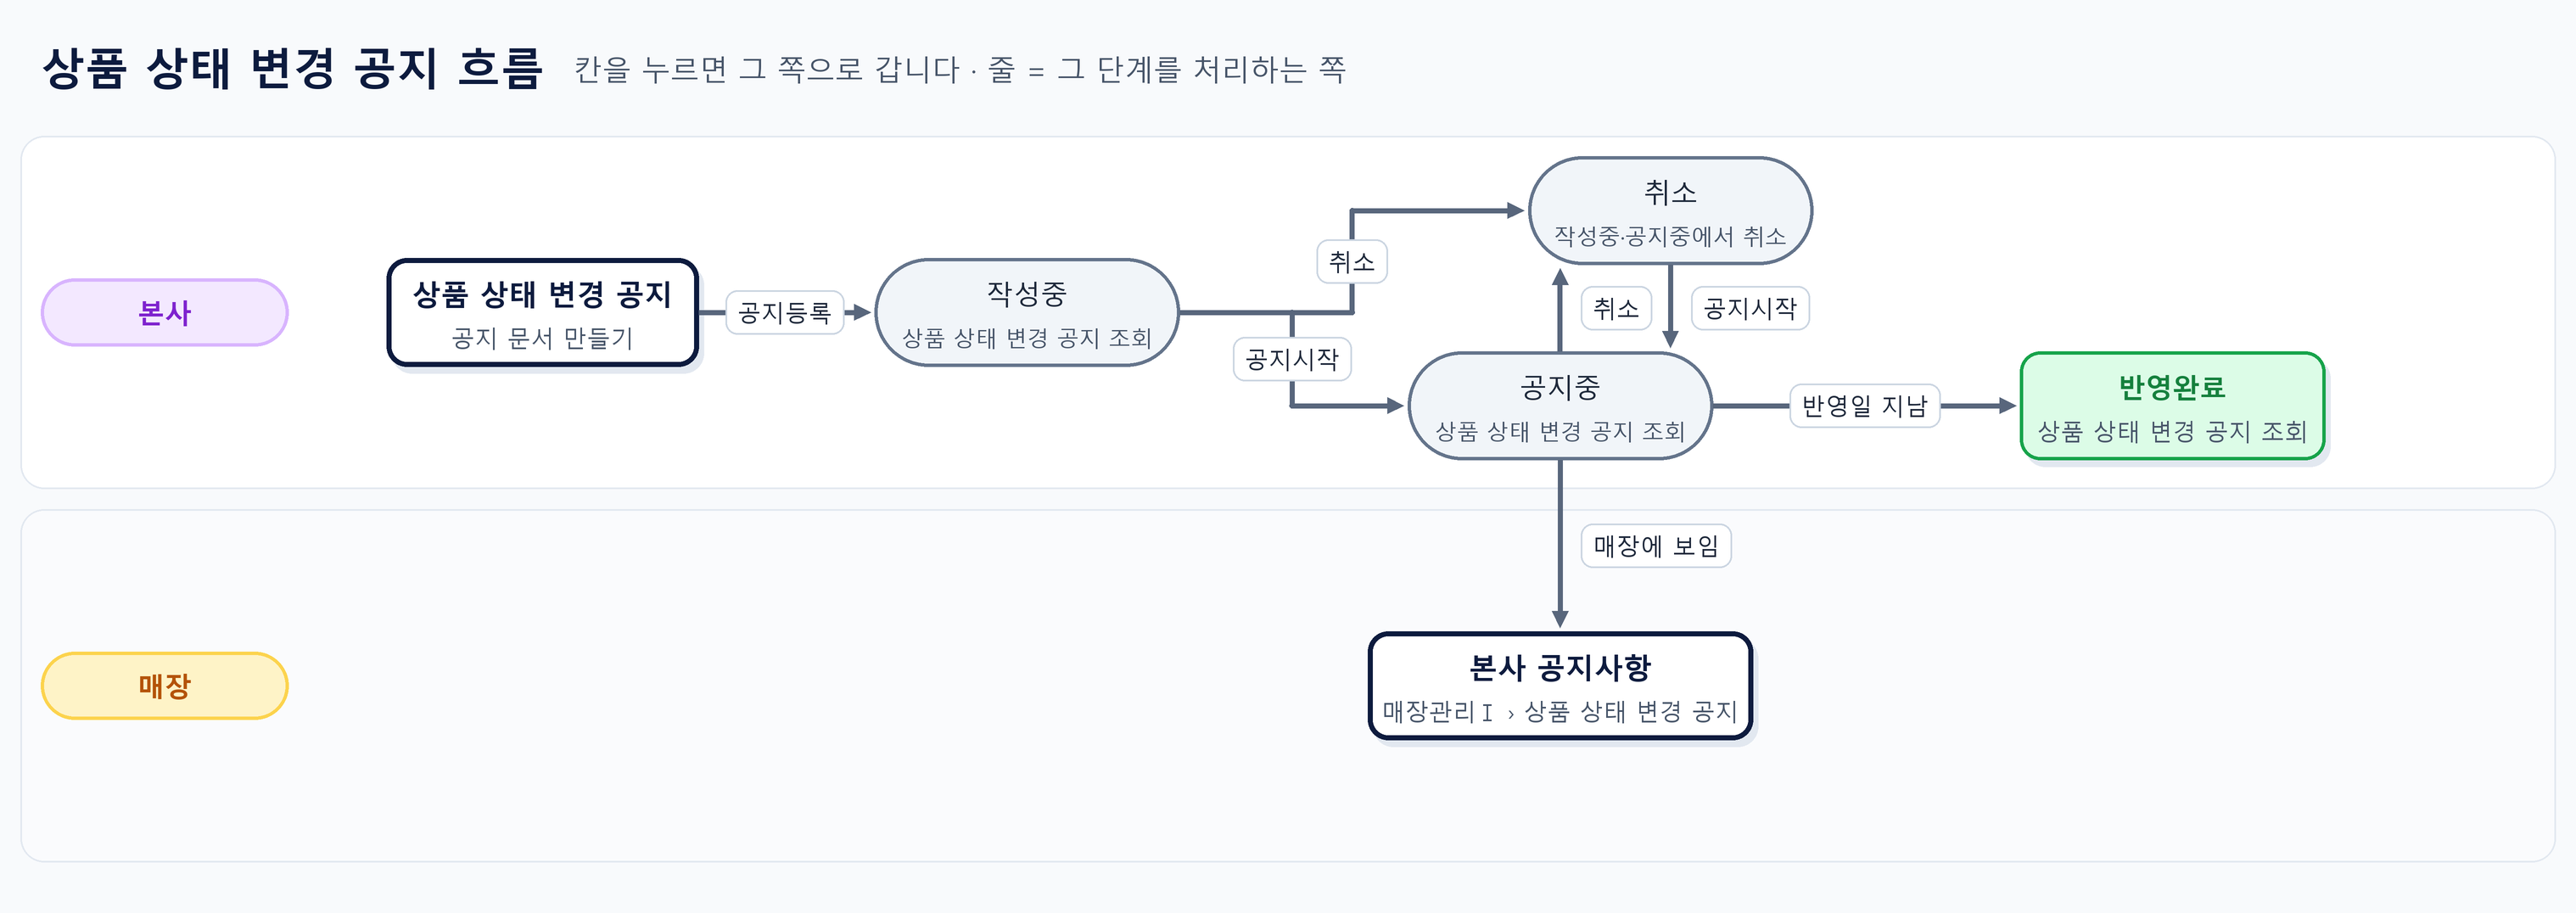 상품 상태 변경 공지 흐름 칸을 누르면 그 쪽으로 갑니다 · 줄 = 그 단계를 처리하는 쪽
본사
상품 상태 변경 공지
공지 문서 만들기
공지등록
작성중
상품 상태 변경 공지 조회
취소
공지시작
취소
작성중·공지중에서 취소
취소
공지시작
공지중
상품 상태 변경 공지 조회
반영일 지남
반영완료
상품 상태 변경 공지 조회
매장에 보임
매장
본사 공지사항
매장관리 I › 상품 상태 변경 공지